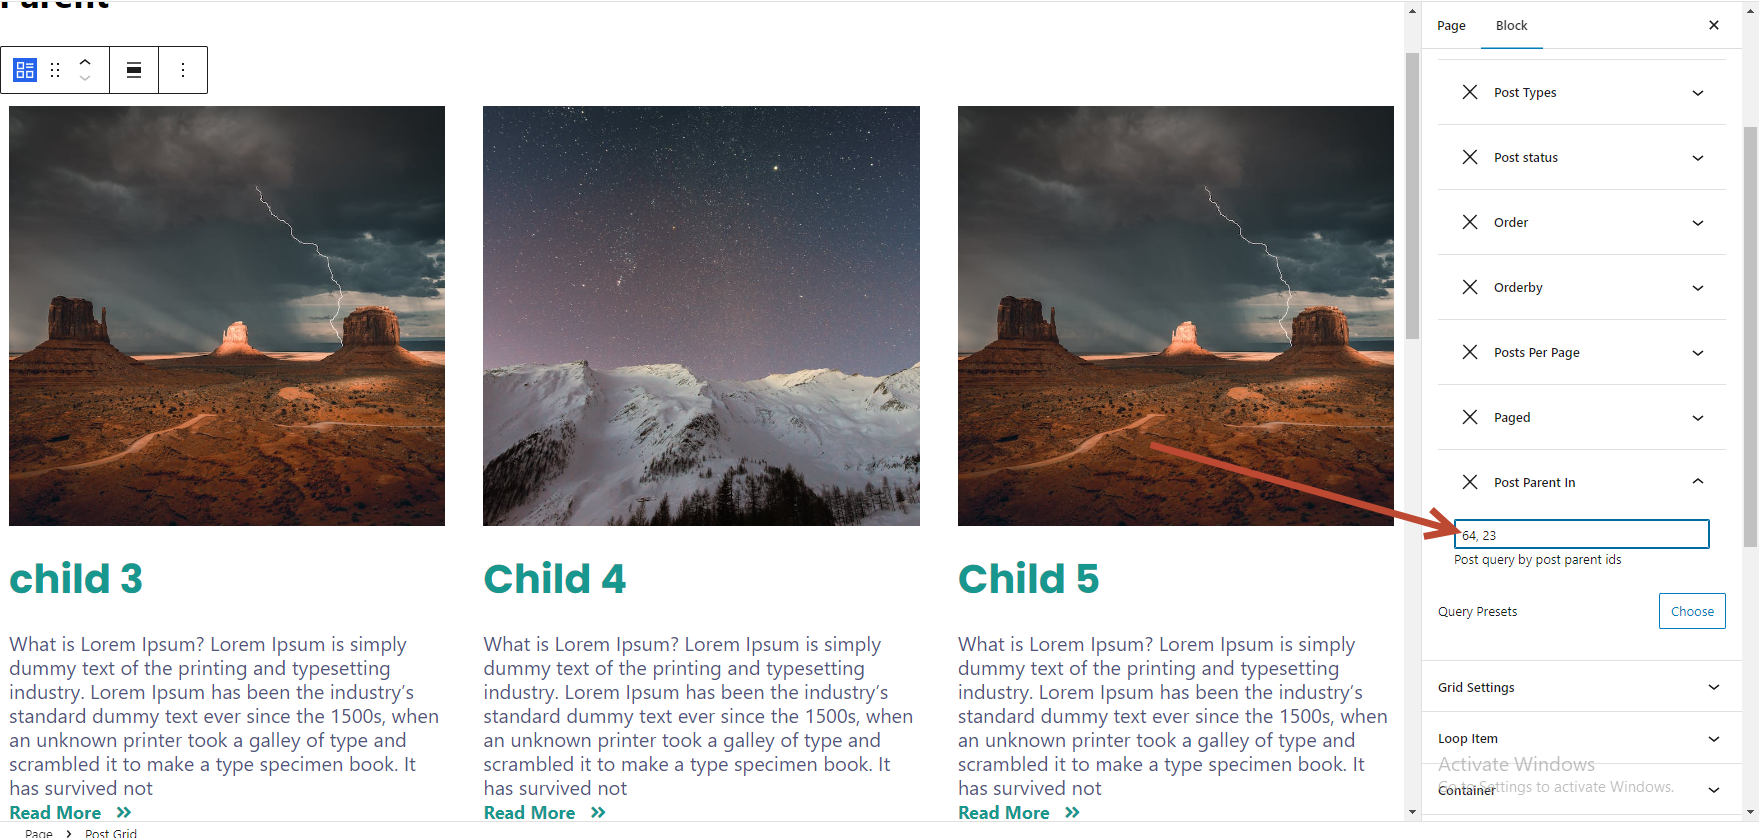 Parent
Page Block
Post Types
Post status
Order
Orderby
Posts Per Page
Paged
Post Parent In
64, 23
Post query by post parent ids
Query Presets Choose
Grid Settings
Loop Item
Container
Activate Windows
Go to Settings to activate Windows.
child 3
What is Lorem Ipsum? Lorem Ipsum is simply
dummy text of the printing and typesetting
industry. Lorem Ipsum has been the industry’s
standard dummy text ever since the 1500s, when
an unknown printer took a galley of type and
scrambled it to make a type specimen book. It
has survived not
Read More »
Child 4
What is Lorem Ipsum? Lorem Ipsum is simply
dummy text of the printing and typesetting
industry. Lorem Ipsum has been the industry’s
standard dummy text ever since the 1500s, when
an unknown printer took a galley of type and
scrambled it to make a type specimen book. It
has survived not
Read More »
Child 5
What is Lorem Ipsum? Lorem Ipsum is simply
dummy text of the printing and typesetting
industry. Lorem Ipsum has been the industry’s
standard dummy text ever since the 1500s, when
an unknown printer took a galley of type and
scrambled it to make a type specimen book. It
has survived not
Read More »
Page > Post Grid